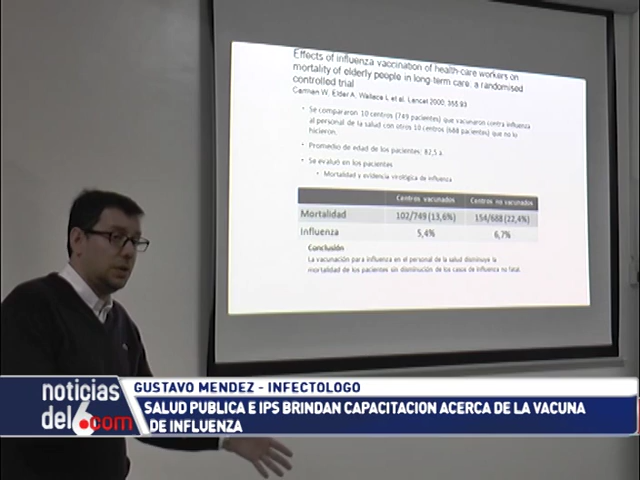 Effects of influenza vaccination of health-care workers on
mortality of elderly people in long-term care: a randomised
controlled trial
Carman W, Elder A, Wallace L et al. Lancet 2000; 355:93
• Se compararon 10 centros (749 pacientes) que vacunaron contra influenza
al personal de la salud con otros 10 centros (688 pacientes) que no lo
hicieron.
• Promedio de edad de los pacientes: 82,5 a.
• Se evaluó en los pacientes
• Mortalidad y evidencia virológica de influenza
Centros vacunados Centros no vacunados
Mortalidad 102/749 (13,6%) 154/688 (22,4%)
Influenza 5,4% 6,7%
Conclusión
La vacunación para influenza en el personal de la salud disminuye la
mortalidad de los pacientes sin disminución de los casos de influenza no fatal.
GUSTAVO MENDEZ - INFECTOLOGO
noticias
del6.com
SALUD PUBLICA E IPS BRINDAN CAPACITACION ACERCA DE LA VACUNA
DE INFLUENZA